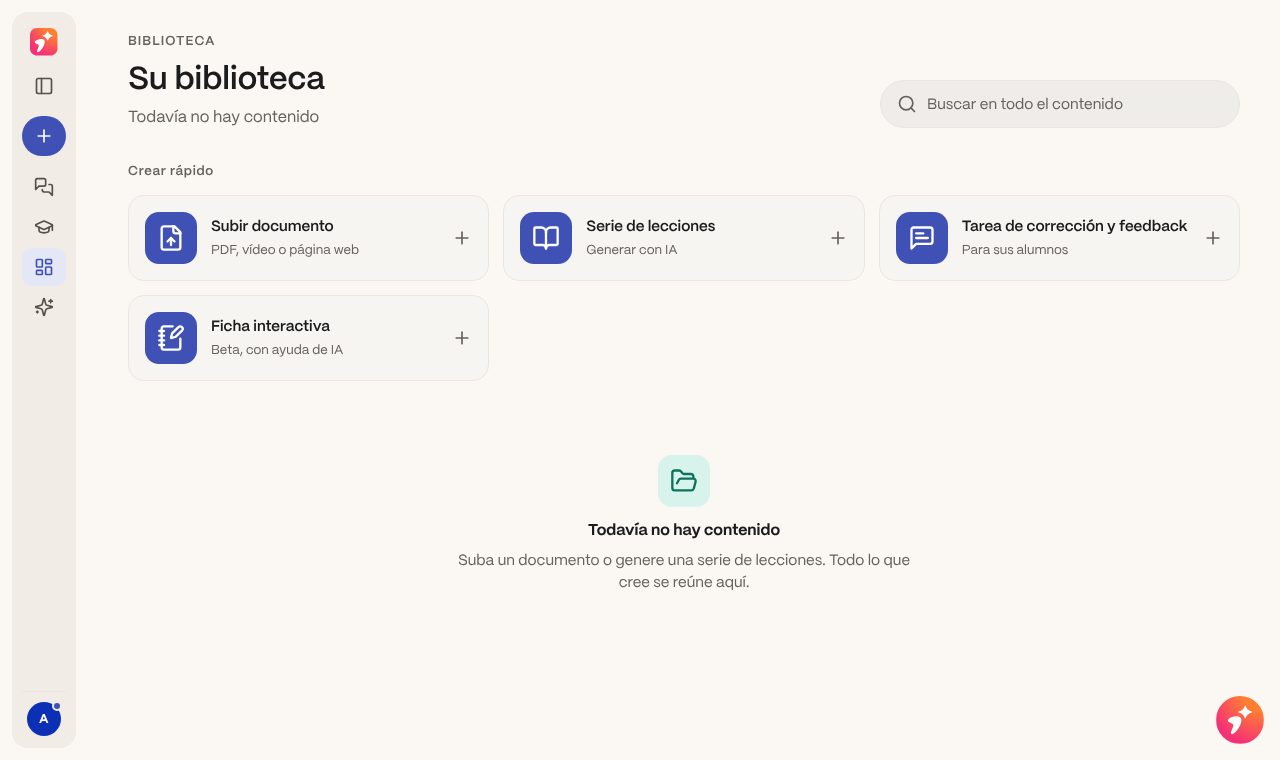 BIBLIOTECA
Su biblioteca
Todavía no hay contenido
Buscar en todo el contenido
Crear rápido
Subir documento
PDF, vídeo o página web
Serie de lecciones
Generar con IA
Tarea de corrección y feedback
Para sus alumnos
Ficha interactiva
Beta, con ayuda de IA
Todavía no hay contenido
Suba un documento o genere una serie de lecciones. Todo lo que
cree se reúne aquí.
A